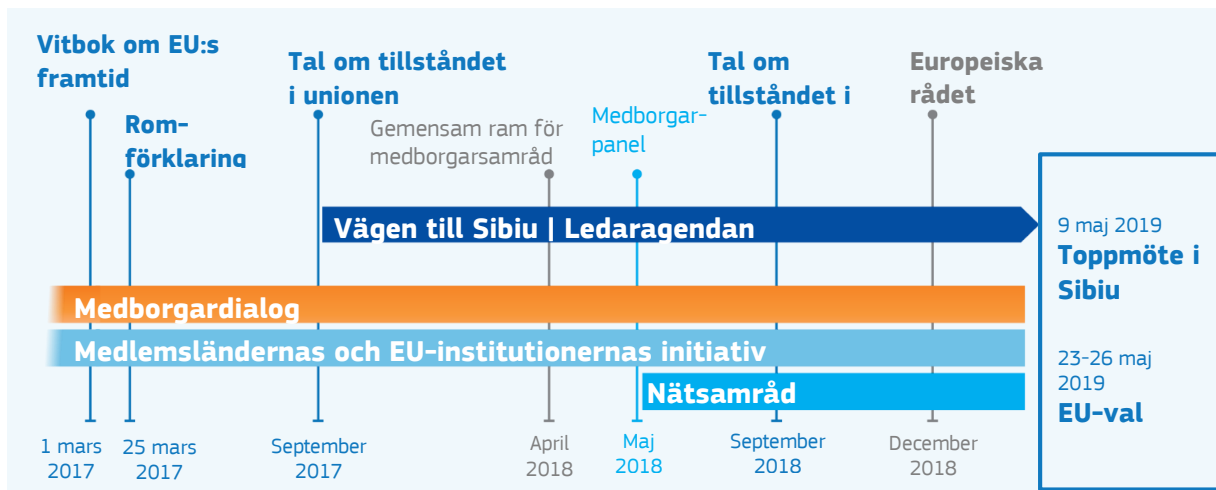 Vitbok om EU:s
framtid
Rom-
förklaring
Tal om tillståndet
i unionen
Gemensam ram för
medborgarsamråd
Medborgar-
panel
Tal om
tillståndet i
Europeiska
rådet
Vägen till Sibiu | Ledaragendan
Medborgardialog
Medlemsländernas och EU-institutionernas initiativ
Nätsamråd
1 mars
2017
25 mars
2017
September
2017
April
2018
Maj
2018
September
2018
December
2018
9 maj 2019
Toppmöte i
Sibiu
23-26 maj
2019
EU-val